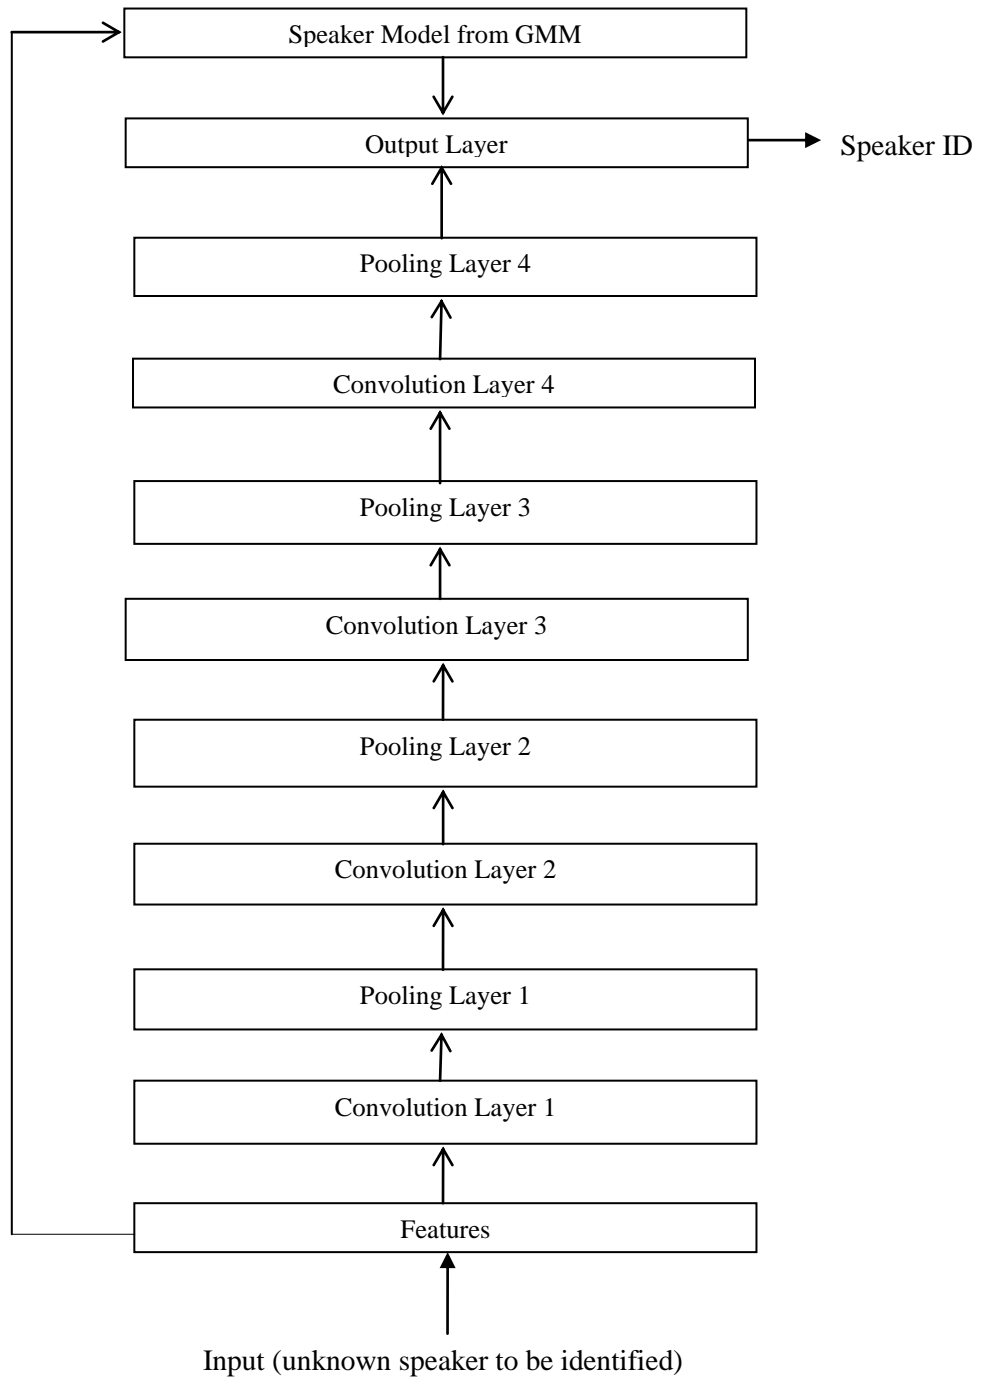 Speaker Model from GMM
Output Layer
Speaker ID
Pooling Layer 4
Convolution Layer 4
Pooling Layer 3
Convolution Layer 3
Pooling Layer 2
Convolution Layer 2
Pooling Layer 1
Convolution Layer 1
Features
Input (unknown speaker to be identified)